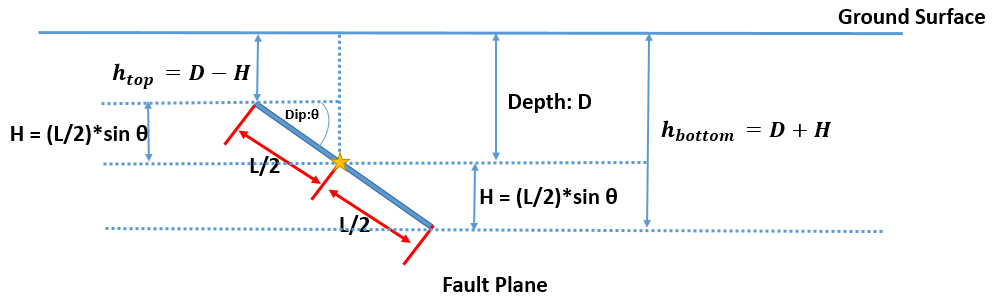 Ground Surface
h_top = D − H
Dip:θ
Depth: D
H = (L/2)*sin θ
h_bottom = D + H
L/2
H = (L/2)*sin θ
L/2
Fault Plane